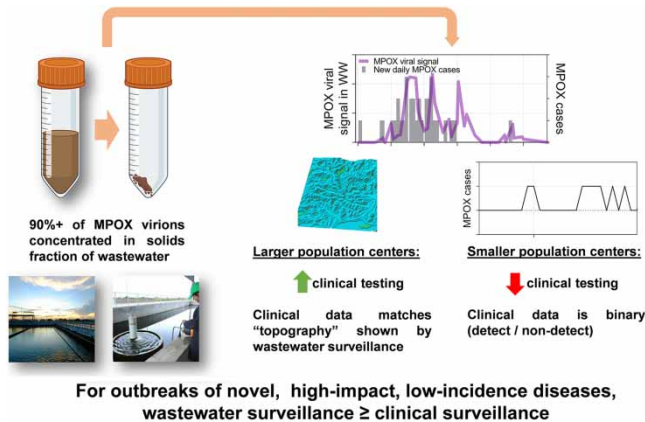 MPOX viral signal
New daily MPOX cases
MPOX viral
signal in WW
MPOX cases
MPOX cases
90%+ of MPOX virions
concentrated in solids
fraction of wastewater
Larger population centers:
clinical testing
Clinical data matches
“topography” shown by
wastewater surveillance
Smaller population centers:
clinical testing
Clinical data is binary
(detect / non-detect)
For outbreaks of novel, high-impact, low-incidence diseases,
wastewater surveillance ≥ clinical surveillance